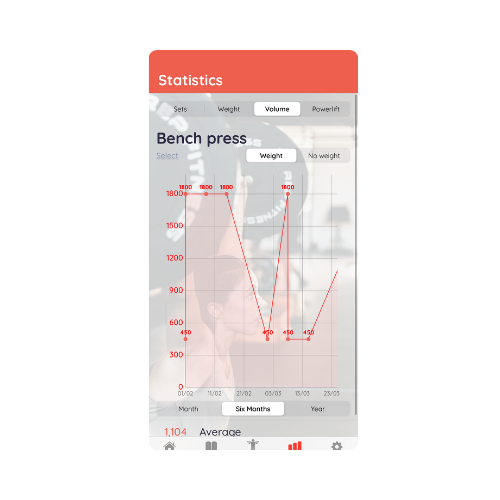 Statistics
Sets Weight Volume Powerlift
Bench press
Select Weight No weight
1800 1800 1800 1800 1800
1500
1200
900
600
450 450 450 450
300
0
01/02 11/02 21/02 03/03 13/03 23/03
Month Six Months Year
1,104 Average